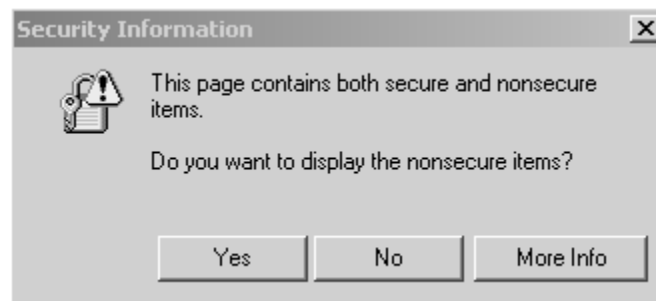 Security Information
This page contains both secure and nonsecure
items.
Do you want to display the nonsecure items?
Yes
No
More Info